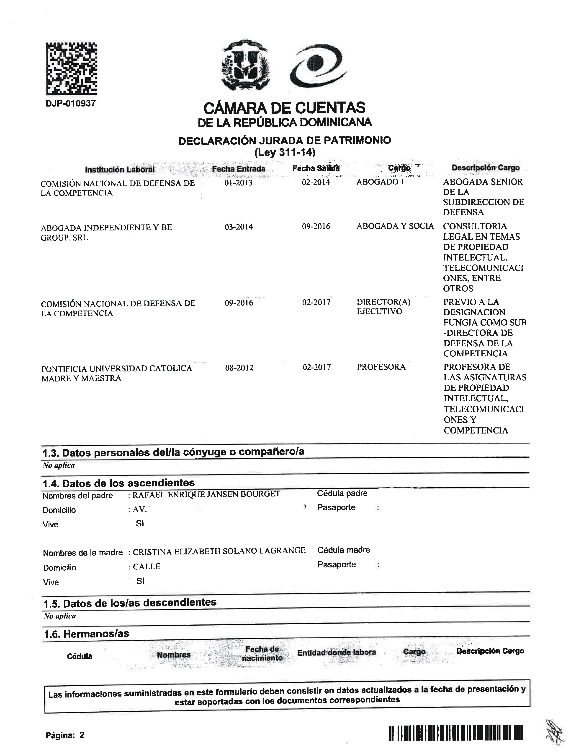 DJP-010937
CÁMARA DE CUENTAS
DE LA REPÚBLICA DOMINICANA
DECLARACIÓN JURADA DE PATRIMONIO
(Ley 311-14)
Institución Laboral Fecha Entrada Fecha Salida Cargo Descripción Cargo
COMISIÓN NACIONAL DE DEFENSA DE LA COMPETENCIA 01-2013 02-2014 ABOGADO I ABOGADA SENIOR DE LA SUBDIRECCION DE DEFENSA
ABOGADA INDEPENDIENTE Y BE GROUP, SRL 03-2014 09-2016 ABOGADA Y SOCIA CONSULTORIA LEGAL EN TEMAS DE PROPIEDAD INTELECTUAL, TELECOMUNICACI ONES, ENTRE OTROS
COMISIÓN NACIONAL DE DEFENSA DE LA COMPETENCIA 09-2016 02-2017 DIRECTOR(A) EJECUTIVO PREVIO A LA DESIGNACION FUNGIA COMO SUB -DIRECTORA DE DEFENSA DE LA COMPETENCIA
PONTIFICIA UNIVERSIDAD CATOLICA MADRE Y MAESTRA 08-2012 02-2017 PROFESORA PROFESORA DE LAS ASIGNATURAS DE PROPIEDAD INTELECTUAL, TELECOMUNICACI ONES Y COMPETENCIA
1.3. Datos personales del/la cónyuge o compañero/a
No aplica
1.4. Datos de los ascendientes
Nombres del padre : RAFAEL ENRIQUE JANSEN BOURGET Cédula padre
Domicilio : AV. Pasaporte :
Vive SI
Nombres de la madre : CRISTINA ELIZABETH SOLANO LAGRANGE Cédula madre
Domicilio : CALLE Pasaporte :
Vive SI
1.5. Datos de los/as descendientes
No aplica
1.6. Hermanos/as
Cédula Nombres Fecha de nacimiento Entidad donde labora Cargo Descripción Cargo
Las informaciones suministradas en este formulario deben consistir en datos actualizados a la fecha de presentación y
estar soportadas con los documentos correspondientes
Página: 2